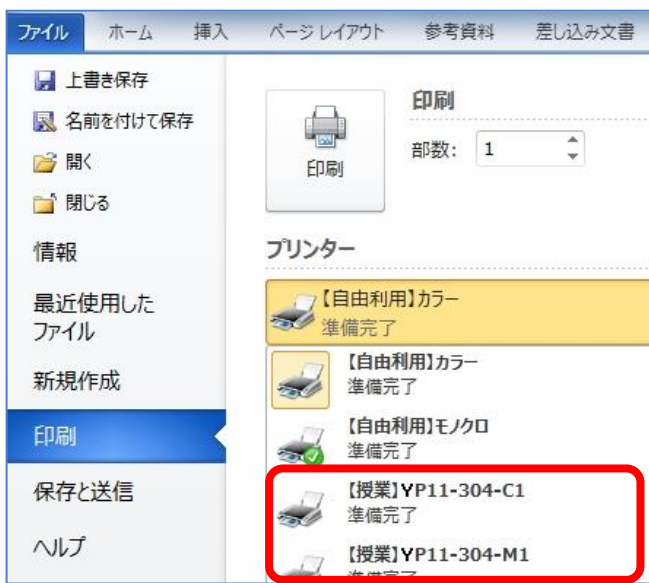 ファイル ホーム 挿入 ページ レイアウト 参考資料 差し込み文書
上書き保存
名前を付けて保存
開く
閉じる
情報
最近使用した
ファイル
新規作成
印刷
保存と送信
ヘルプ
印刷
印刷
部数: 1
プリンター
【自由利用】カラー
準備完了
【自由利用】カラー
準備完了
【自由利用】モノクロ
準備完了
【授業】YP11-304-C1
準備完了
【授業】YP11-304-M1
準備完了